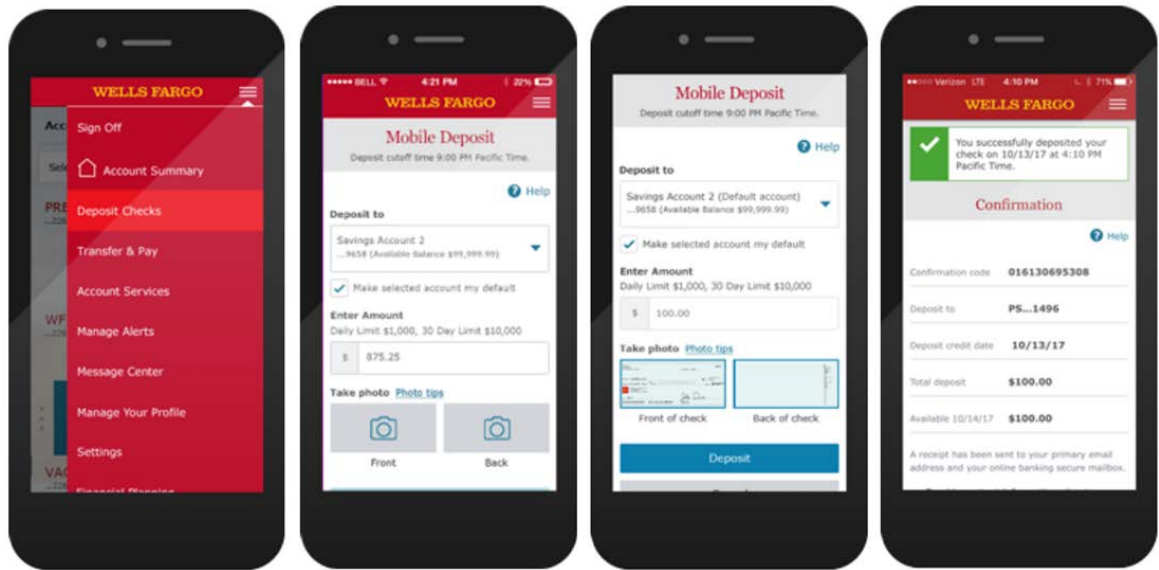 WELLS FARGO
Sign Off
Account Summary
Deposit Checks
Transfer & Pay
Account Services
Manage Alerts
Message Center
Manage Your Profile
Settings
Financial Planning
Acc
Sele
PRE
WF
VAC
BELL 4:21 PM 22%
WELLS FARGO
Mobile Deposit
Deposit cutoff time 9:00 PM Pacific Time.
Help
Deposit to
Savings Account 2
...9658 (Available Balance $99,999.99)
Make selected account my default
Enter Amount
Daily Limit $1,000, 30 Day Limit $10,000
$ 875.25
Take photo Photo tips
Front Back
Mobile Deposit
Deposit cutoff time 9:00 PM Pacific Time.
Help
Deposit to
Savings Account 2 (Default account)
...9658 (Available Balance $99,999.99)
Make selected account my default
Enter Amount
Daily Limit $1,000, 30 Day Limit $10,000
$ 100.00
Take photo Photo tips
Front of check Back of check
Deposit
Verizon LTE 4:10 PM 71%
WELLS FARGO
You successfully deposited your
check on 10/13/17 at 4:10 PM
Pacific Time.
Confirmation
Help
Confirmation code 016130695308
Deposit to PS...1496
Deposit credit date 10/13/17
Total deposit $100.00
Available 10/14/17 $100.00
A receipt has been sent to your primary email
address and your online banking secure mailbox.